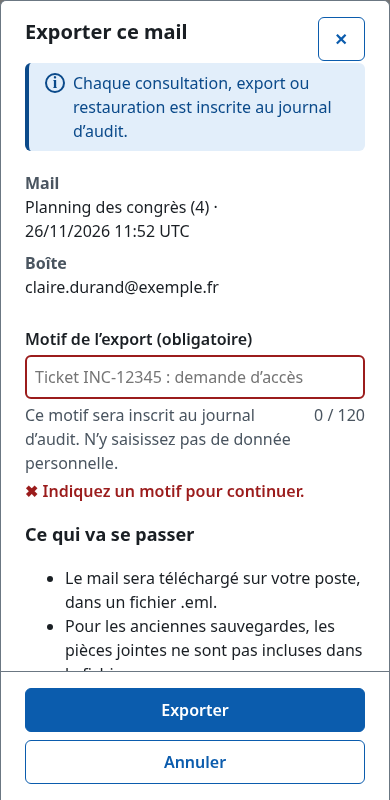 Exporter ce mail
×
Chaque consultation, export ou
restauration est inscrite au journal
d’audit.
Mail
Planning des congrès (4) ·
26/11/2026 11:52 UTC
Boîte
claire.durand@exemple.fr
Motif de l’export (obligatoire)
Ticket INC-12345 : demande d’accès
Ce motif sera inscrit au journal 0 / 120
d’audit. N’y saisissez pas de donnée
personnelle.
✖ Indiquez un motif pour continuer.
Ce qui va se passer
• Le mail sera téléchargé sur votre poste,
dans un fichier .eml.
• Pour les anciennes sauvegardes, les
pièces jointes ne sont pas incluses dans
Exporter
Annuler